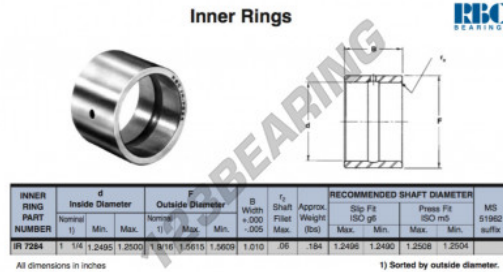 Inner Rings
RBC
BEARINGS
B
r₂
d
F
123BEARING
INNER RING PART NUMBER
d Inside Diameter
F Outside Diameter
B Width +.000 -.005
r₂ Shaft Fillet Max.
Approx. Weight (lbs)
RECOMMENDED SHAFT DIAMETER
Slip Fit ISO g6
Press Fit ISO m5
MS 51962 suffix
Nominal 1) Min. Max. Nominal 1) Max. Min. Max. Min. Max. Min.
IR 7284 1 1/4 1.2495 1.2500 1 9/16 1.5615 1.5609 1.010 .06 .184 1.2496 1.2490 1.2508 1.2504
All dimensions in inches
1) Sorted by outside diameter.